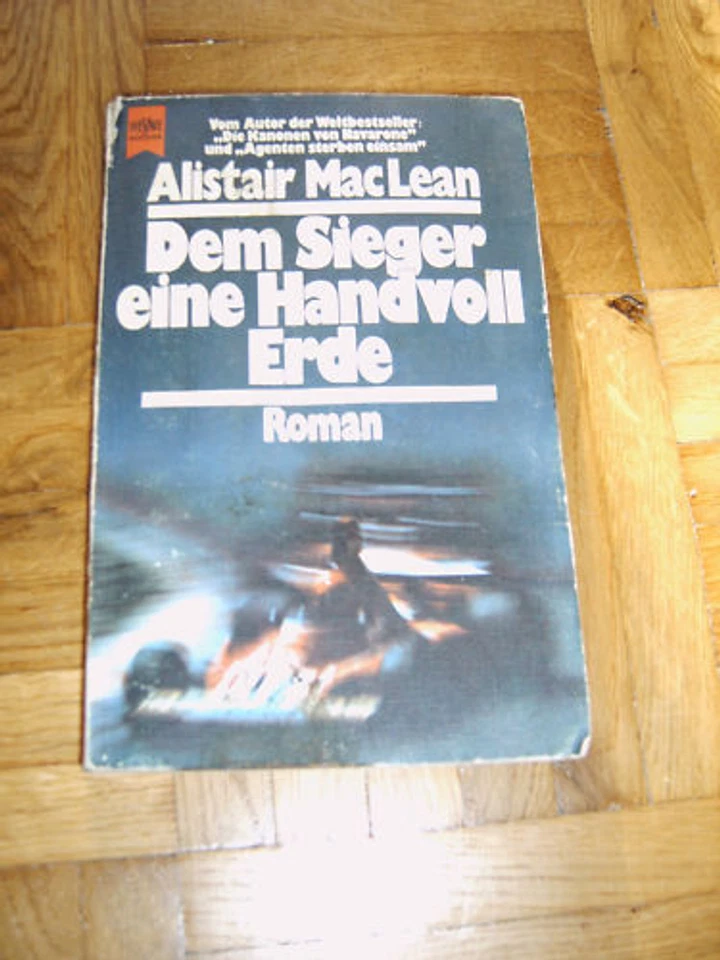 HEYNE
Vom Autor der Weltbestseller:
„Die Kanonen von Navarone"
und „Agenten sterben einsam"
Alistair MacLean
Dem Sieger
eine Handvoll
Erde
Roman